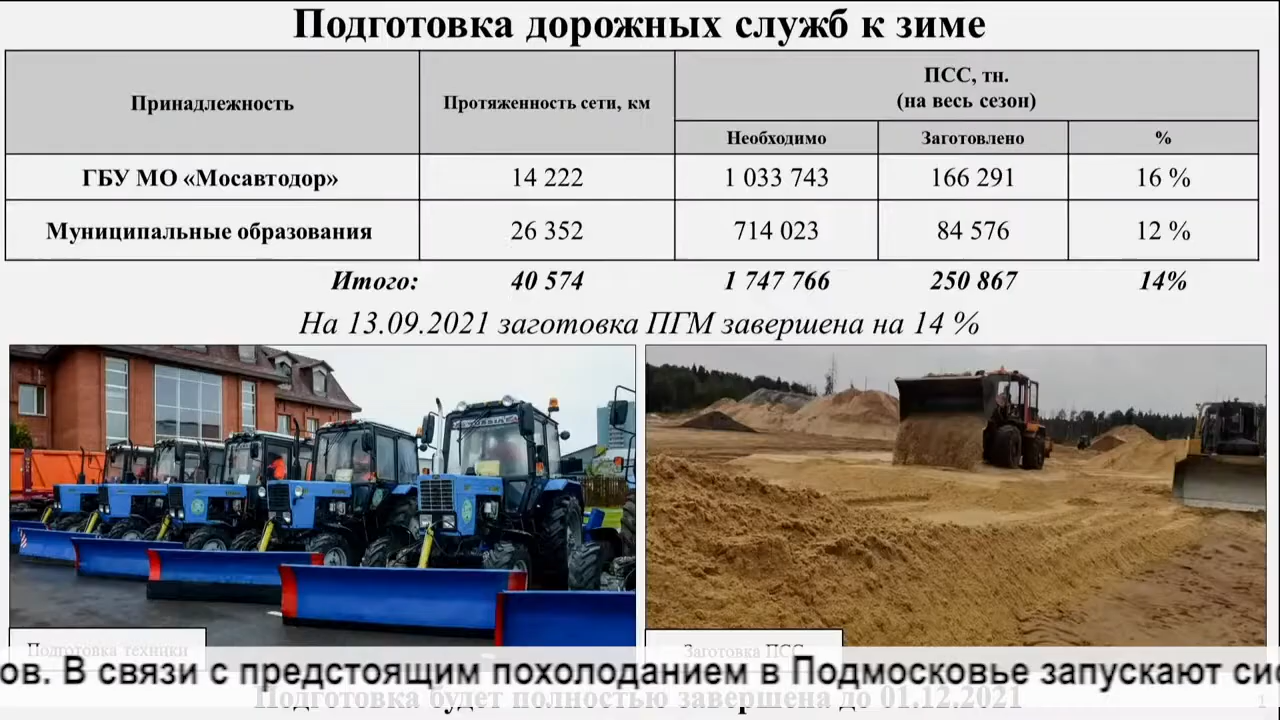 Подготовка дорожных служб к зиме
Принадлежность
Протяженность сети, км
ПСС, тн.
(на весь сезон)
Необходимо
Заготовлено
%
ГБУ МО «Мосавтодор»
14 222
1 033 743
166 291
16 %
Муниципальные образования
26 352
714 023
84 576
12 %
Итого:
40 574
1 747 766
250 867
14%
На 13.09.2021 заготовка ПГМ завершена на 14 %
Подготовка техники
Заготовка ПСС
ов. В связи с предстоящим похолоданием в Подмосковье запускают сис
Подготовка будет полностью завершена до 01.12.2021
1